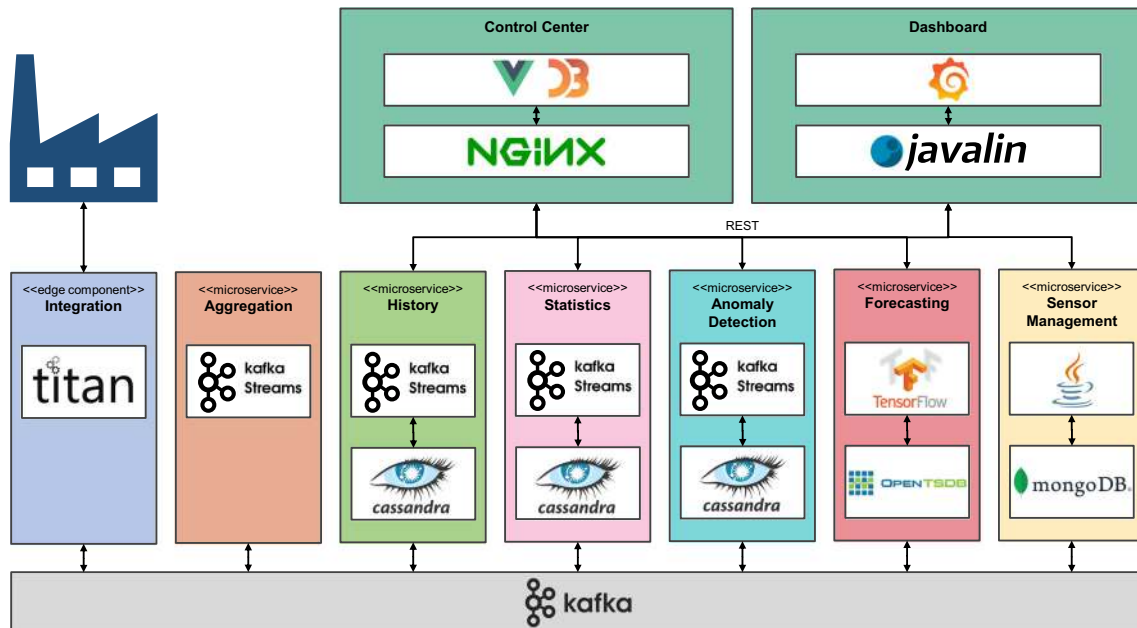 Control Center
Dashboard
D3
NGINX
javalin
REST
<<edge component>>
Integration
<<microservice>>
Aggregation
<<microservice>>
History
<<microservice>>
Statistics
<<microservice>>
Anomaly
Detection
<<microservice>>
Forecasting
<<microservice>>
Sensor
Management
titan
kafka
Streams
kafka
Streams
kafka
Streams
kafka
Streams
TensorFlow
cassandra
cassandra
cassandra
OPENTSDB
mongoDB
kafka